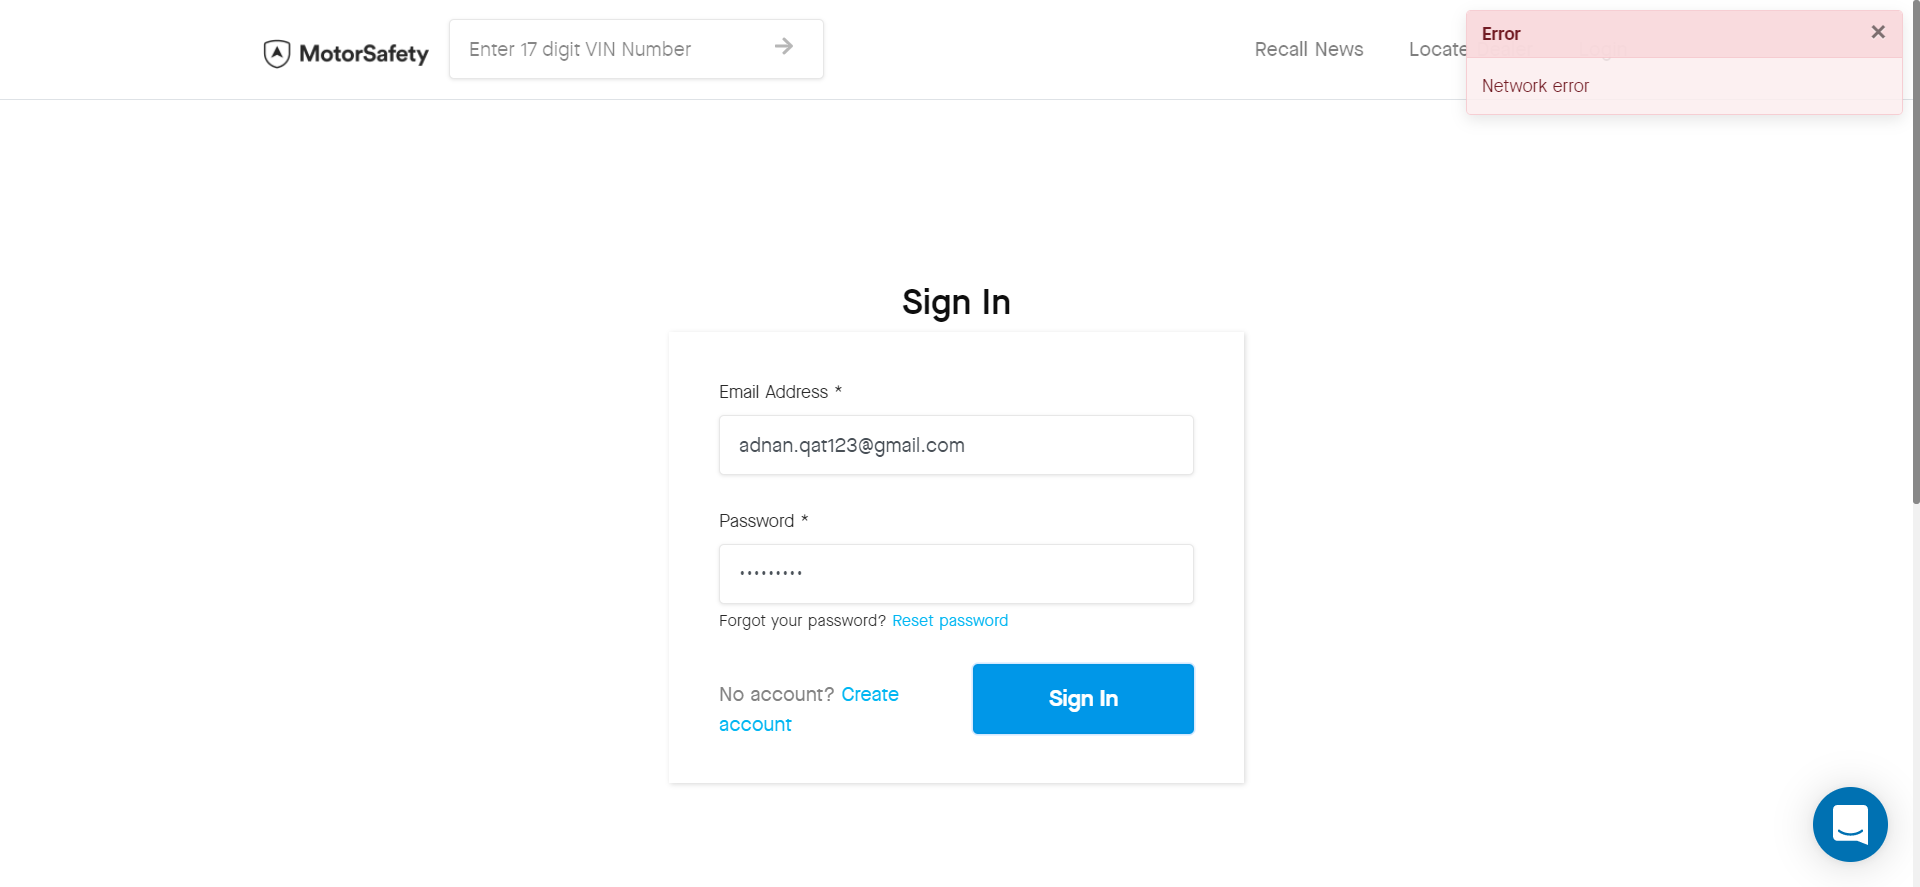 MotorSafety
Enter 17 digit VIN Number
Recall News
Locate
Error
Network error
Sign In
Email Address *
adnan.qat123@gmail.com
Password *
Forgot your password? Reset password
No account? Create
account
Sign In